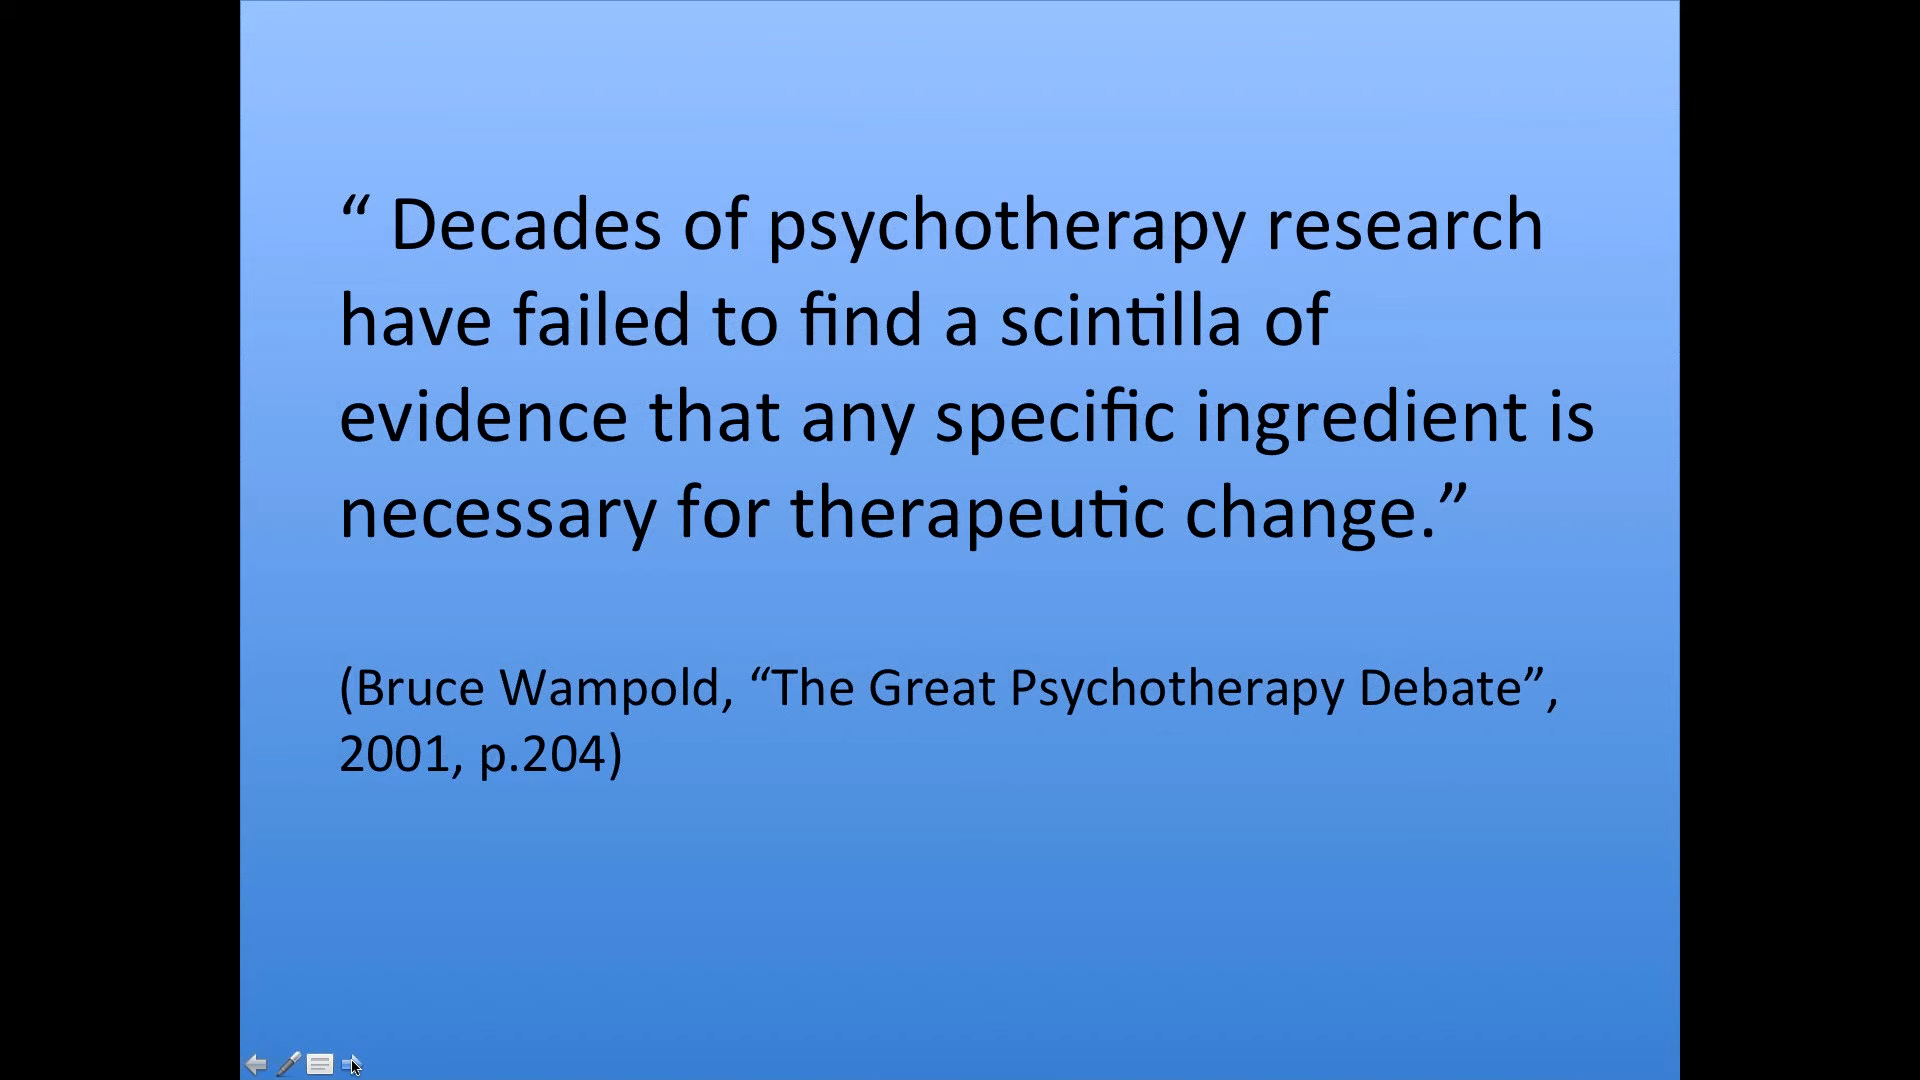 “ Decades of psychotherapy research
have failed to find a scintilla of
evidence that any specific ingredient is
necessary for therapeutic change.”
(Bruce Wampold, “The Great Psychotherapy Debate”,
2001, p.204)